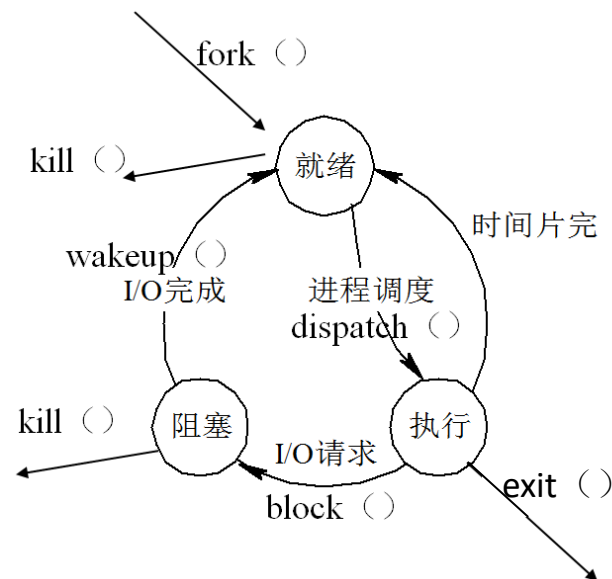 fork（）
kill（）
就绪
时间片完
wakeup（）
I/O完成
进程调度
dispatch（）
kill（）
阻塞
执行
I/O请求
block（）
exit（）